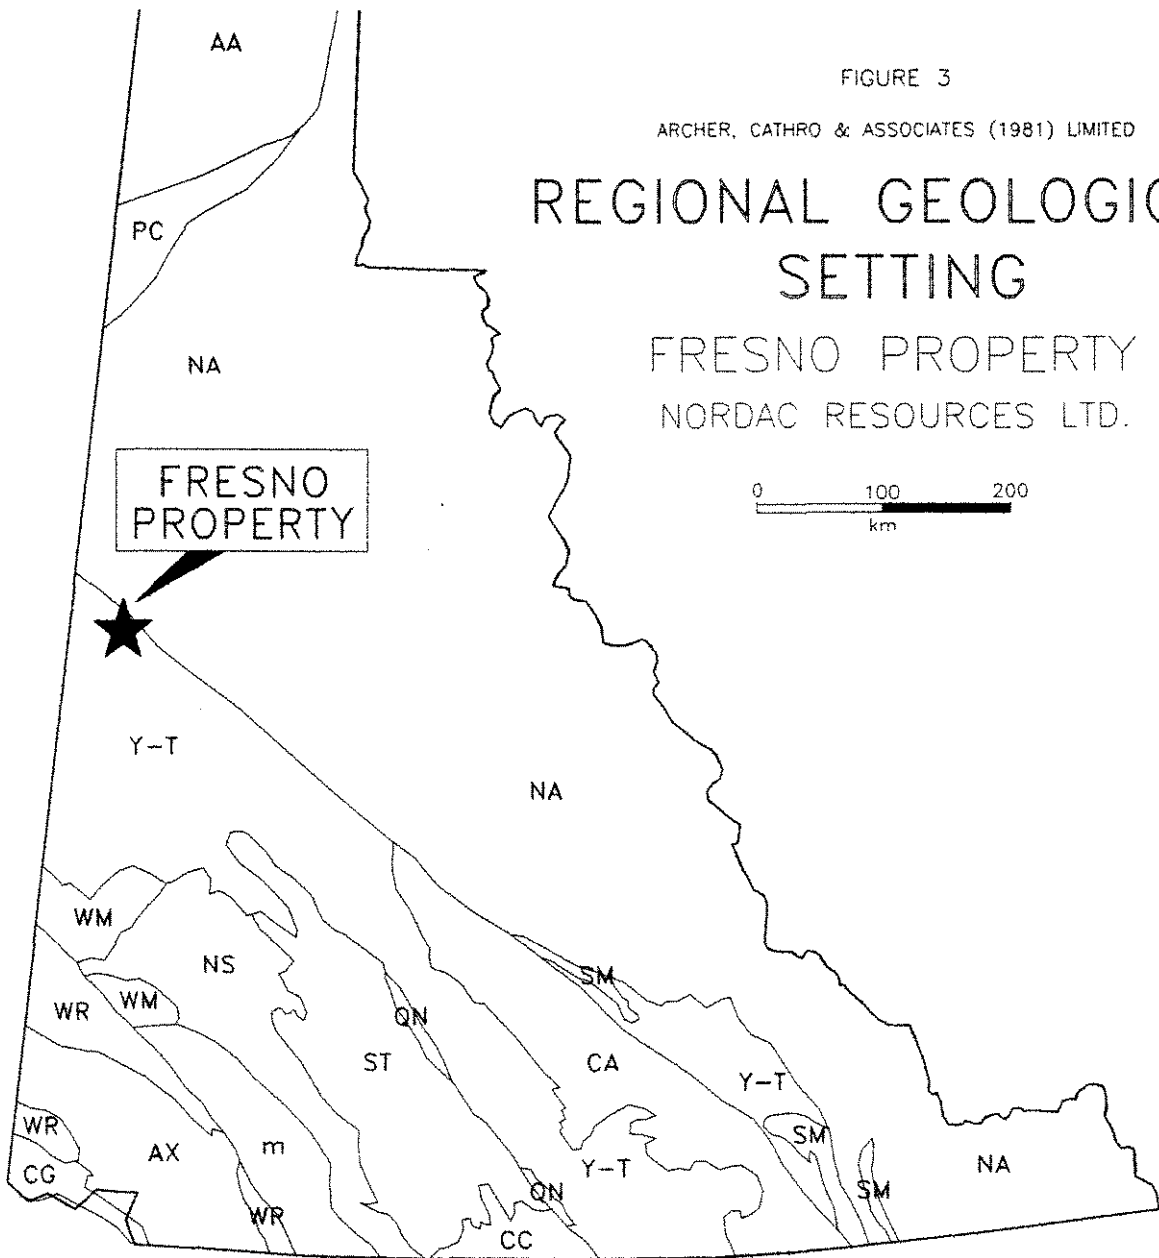 AA
FIGURE 3
ARCHER, CATHRO & ASSOCIATES (1981) LIMITED
REGIONAL GEOLOGIC
SETTING
PC
FRESNO PROPERTY
NA
NORDAC RESOURCES LTD.
0 100 200
km
FRESNO
PROPERTY
Y-T
NA
WM
NS
SM
WR
WM
QN
ST
CA
Y-T
WR
AX
m
SM
CG
Y-T
NA
WR
QN
SM
CC